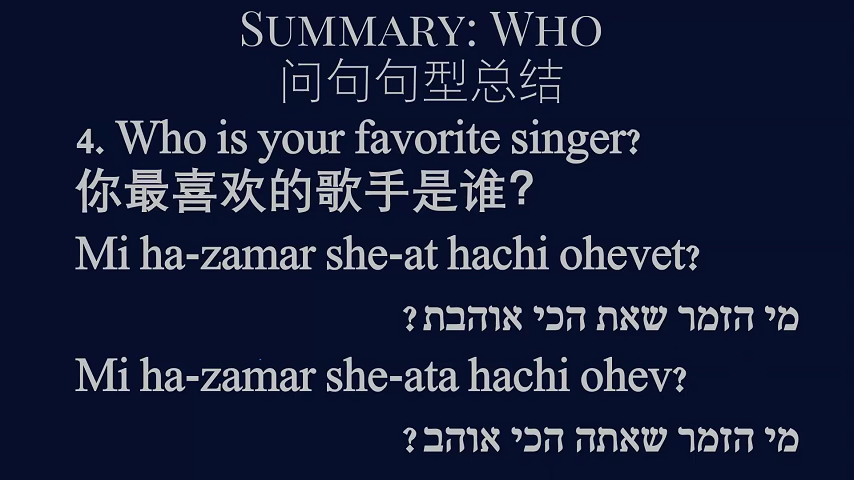 SUMMARY: WHO
问句句型总结
4. Who is your favorite singer?
你最喜欢的歌手是谁？
Mi ha-zamar she-at hachi ohevet?
מי הזמר שאת הכי אוהבת?
Mi ha-zamar she-ata hachi ohev?
מי הזמר שאתה הכי אוהב?